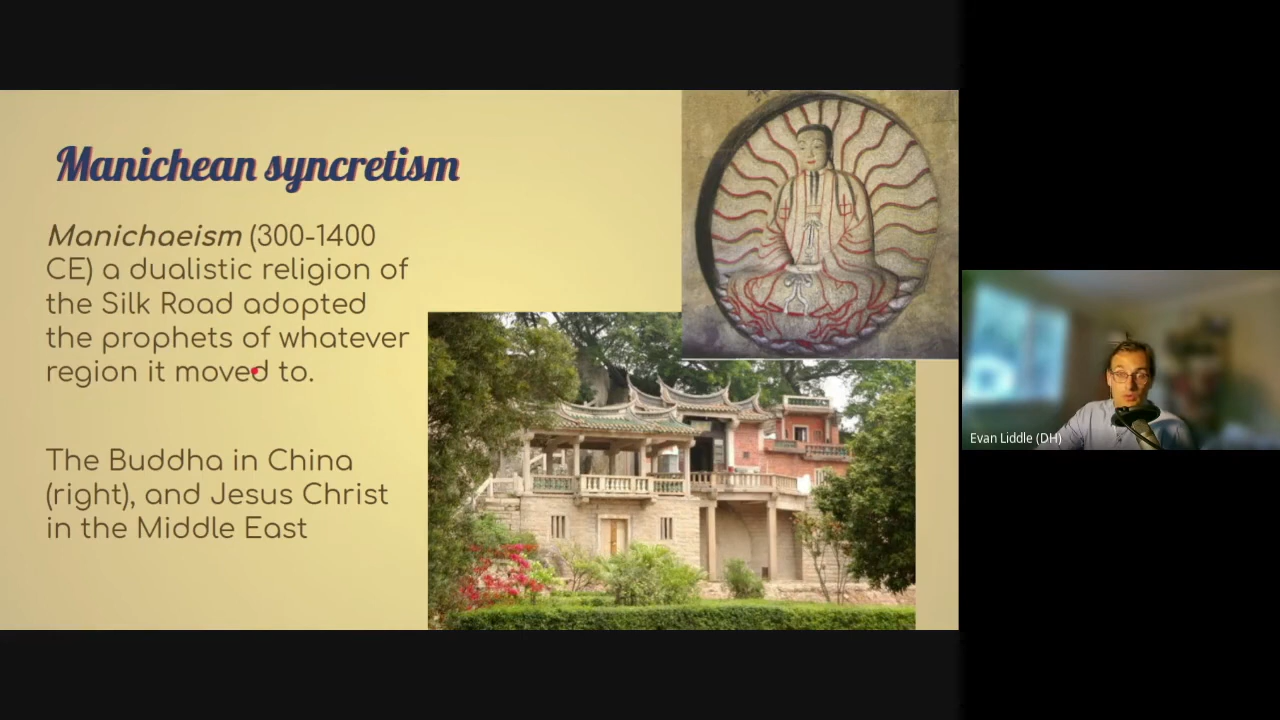 Manichean syncretism
Manichaeism (300-1400
CE) a dualistic religion of
the Silk Road adopted
the prophets of whatever
region it moved to.
The Buddha in China
(right), and Jesus Christ
in the Middle East
Evan Liddle (DH)